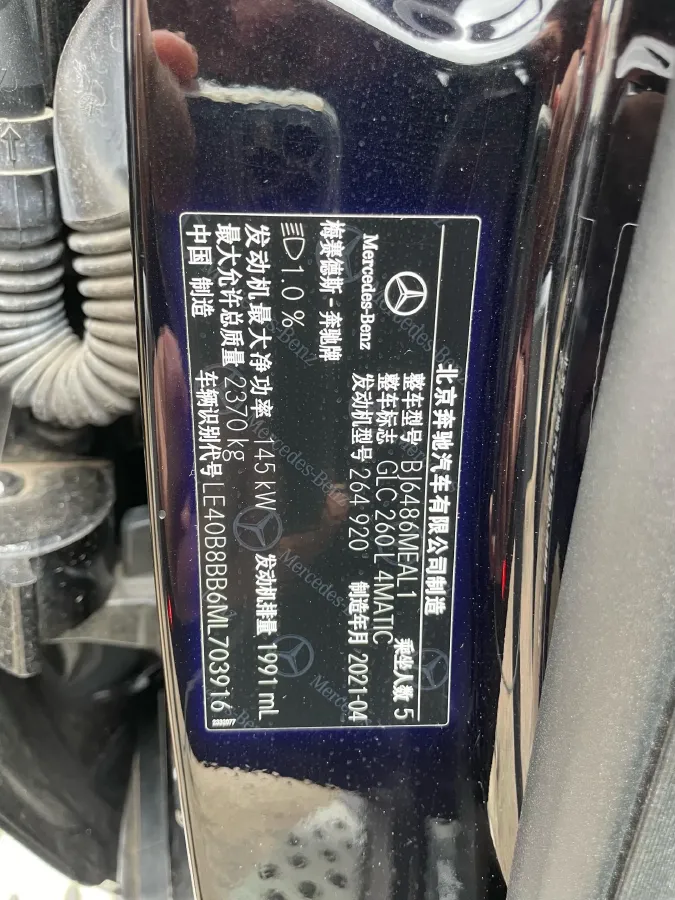 北京奔驰汽车有限公司制造
整车型号 BJ6486MEAL1 乘坐人数 5
整车标志 GLC 260 L 4MATIC
发动机型号 264 920 制造年月 2021-04
Mercedes-Benz
梅赛德斯-奔驰牌
1.0 %
发动机最大净功率 145 kW 发动机排量 1991 mL
最大允许总质量 2370 kg
中国 制造 车辆识别代号 LE40B8BB6ML703916